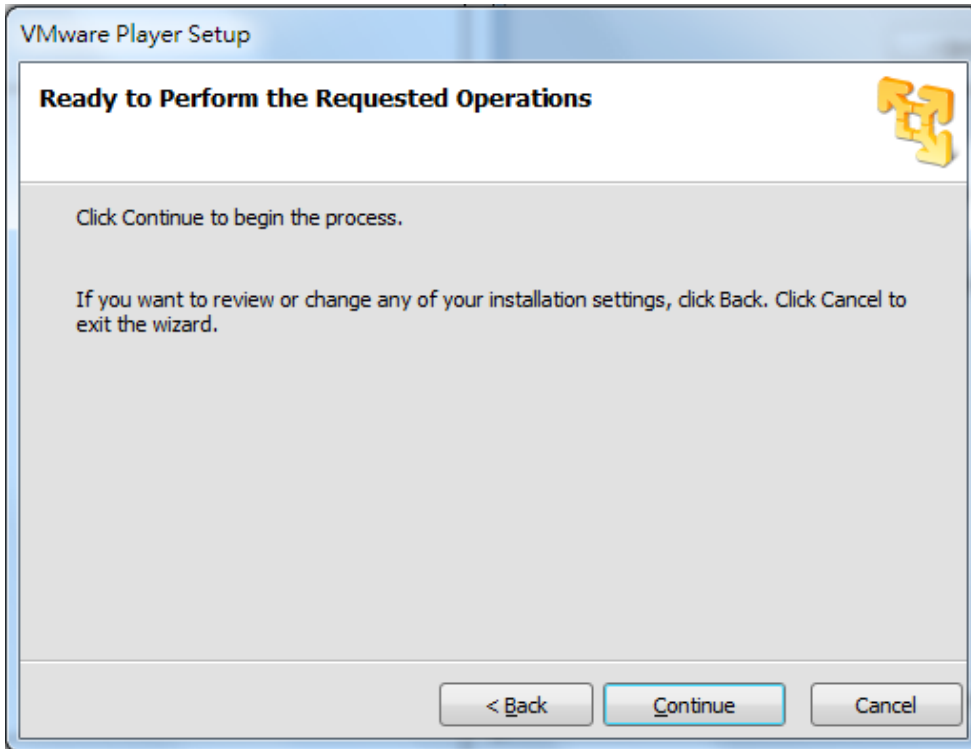 VMware Player Setup
Ready to Perform the Requested Operations
Click Continue to begin the process.
If you want to review or change any of your installation settings, click Back. Click Cancel to
exit the wizard.
< Back Continue Cancel